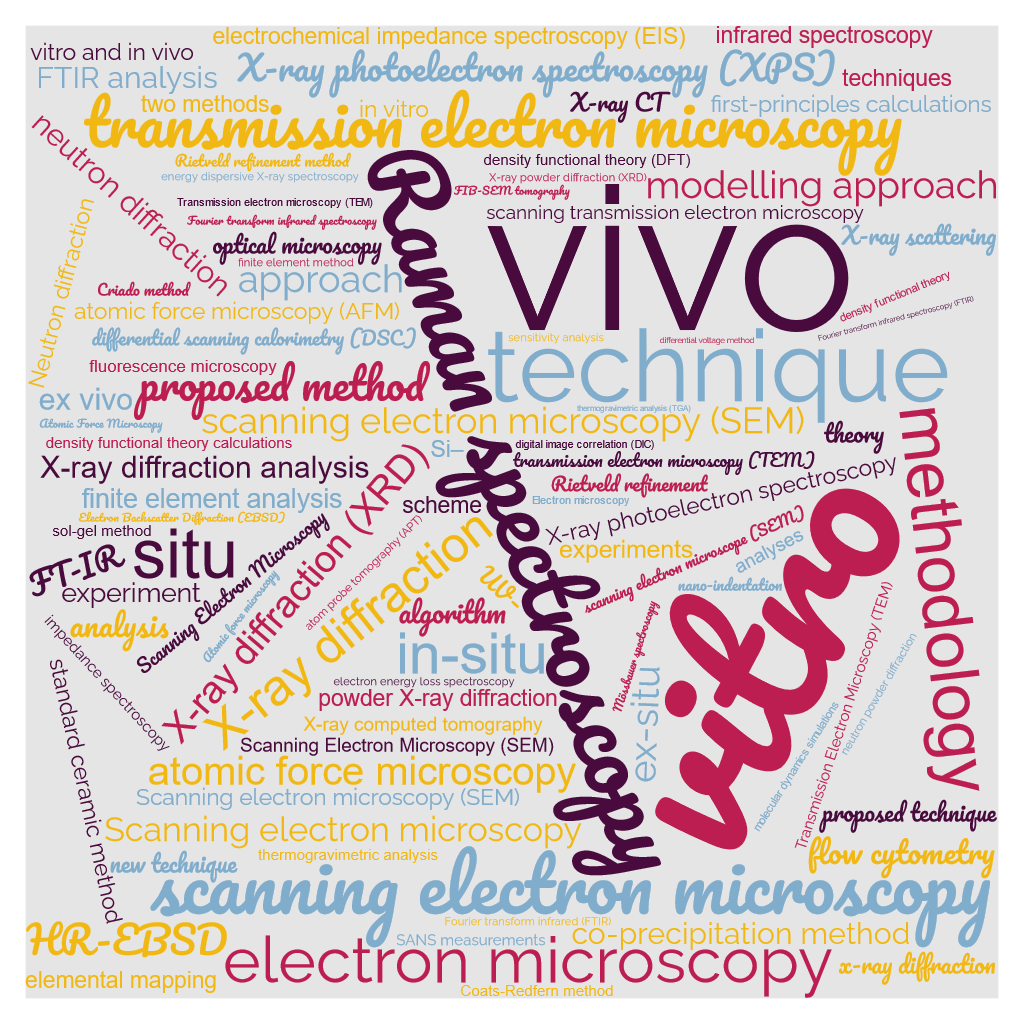 electrochemical impedance spectroscopy (EIS)
infrared spectroscopy
vitro and in vivo
X-ray photoelectron spectroscopy (XPS)
FTIR analysis
techniques
two methods
in vitro
X-ray CT
first-principles calculations
transmission electron microscopy
neutron diffraction
Rietveld refinement method
density functional theory (DFT)
energy dispersive X-ray spectroscopy
X-ray powder diffraction (XRD)
FIB-SEM tomography
modelling approach
Transmission electron microscopy (TEM)
scanning transmission electron microscopy
Fourier transform infrared spectroscopy
Raman spectroscopy
vivo
X-ray scattering
optical microscopy
finite element method
approach
Criado method
Neutron diffraction
atomic force microscopy (AFM)
density functional theory
Fourier transform infrared spectroscopy (FTIR)
differential scanning calorimetry (DSC)
sensitivity analysis
differential voltage method
technique
fluorescence microscopy
proposed method
ex vivo
thermogravimetric analysis (TGA)
Atomic Force Microscopy
scanning electron microscopy (SEM)
density functional theory calculations
Si–
digital image correlation (DIC)
theory
methodology
X-ray diffraction analysis
transmission electron microscopy (TEM)
Rietveld refinement
X-ray photoelectron spectroscopy
finite element analysis
Electron microscopy
scheme
Electron Backscatter Diffraction (EBSD)
sol-gel method
situ
FT-IR
experiment
X-ray diffraction (XRD)
atom probe tomography (APT)
X-ray diffraction
UV-
experiments
scanning electron microscope (SEM)
analyses
nano-indentation
vitro
analysis
Scanning Electron Microscopy
Atomic force microscopy
algorithm
in-situ
Mössbauer spectroscopy
ex-situ
impedance spectroscopy
standard ceramic method
electron energy loss spectroscopy
powder X-ray diffraction
X-ray computed tomography
Scanning Electron Microscopy (SEM)
atomic force microscopy
Scanning electron microscopy (SEM)
molecular dynamics simulations
Transmission Electron Microscopy (TEM)
neutron powder diffraction
proposed technique
Scanning electron microscopy
thermogravimetric analysis
new technique
flow cytometry
scanning electron microscopy
Fourier transform infrared (FTIR)
HR-EBSD
SANS measurements
co-precipitation method
electron microscopy
x-ray diffraction
elemental mapping
Coats-Redfern method